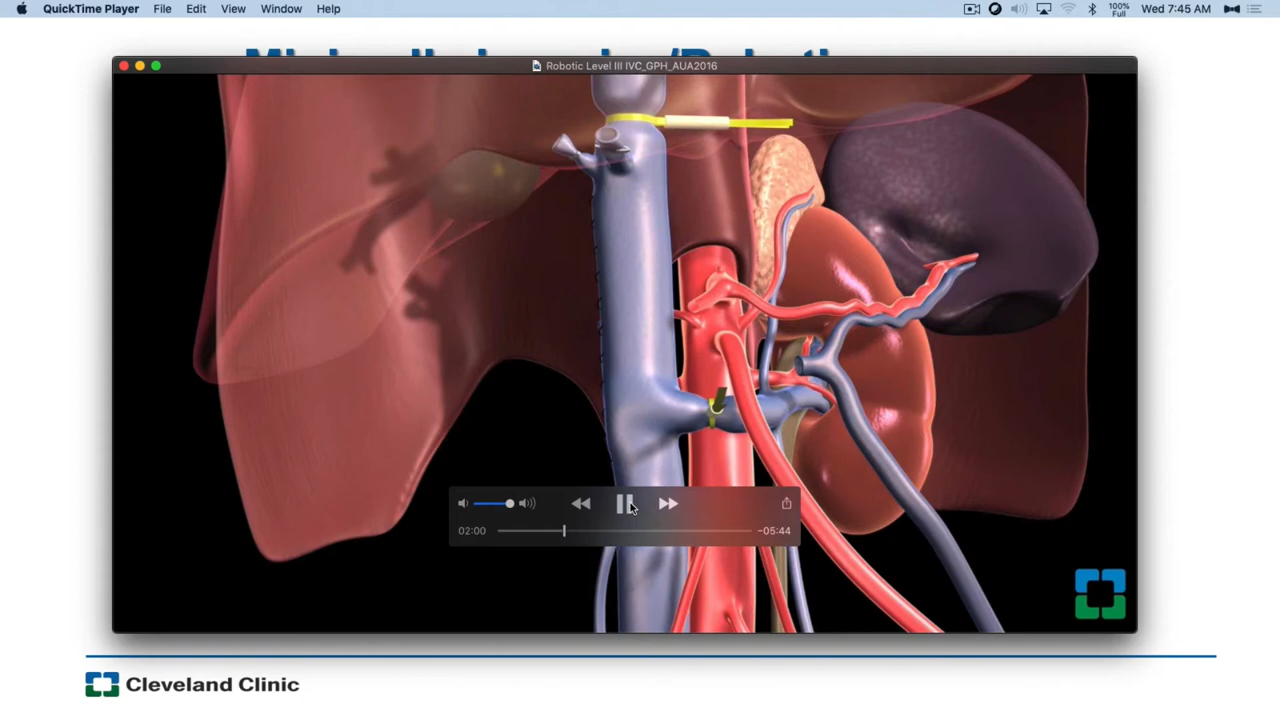 QuickTime Player File Edit View Window Help 100% Full Wed 7:45 AM
Robotic Level III IVC_GPH_AUA2016
02:00 -05:44
Cleveland Clinic